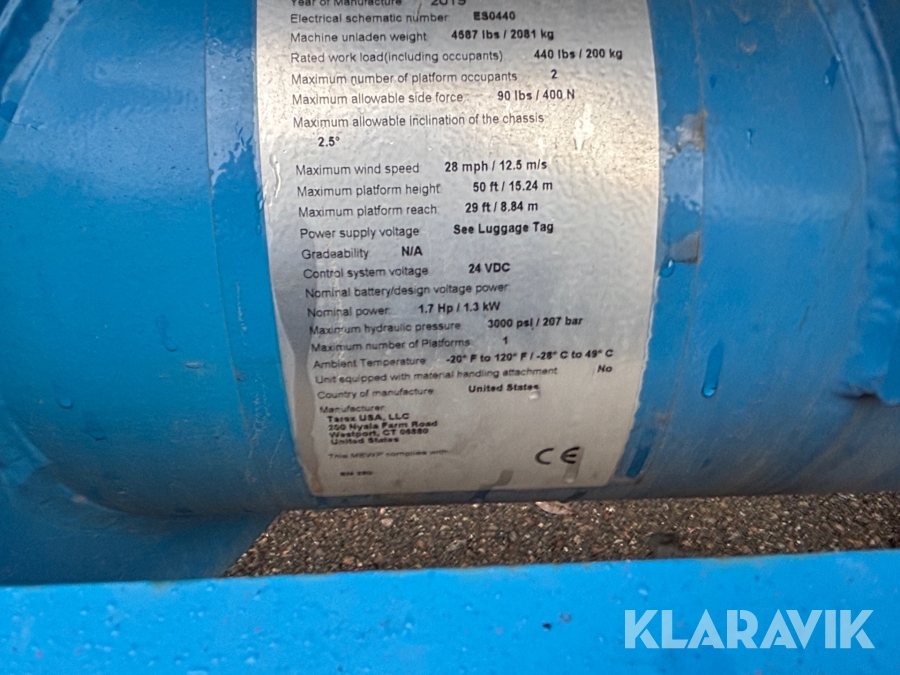 Year of Manufacture 2019
Electrical schematic number ES0440
Machine unladen weight 4587 lbs / 2081 kg
Rated work load(including occupants) 440 lbs / 200 kg
Maximum number of platform occupants 2
Maximum allowable side force 90 lbs / 400 N
Maximum allowable inclination of the chassis:
2.5°
Maximum wind speed 28 mph / 12.5 m/s
Maximum platform height 50 ft / 15.24 m
Maximum platform reach 29 ft / 8.84 m
Power supply voltage See Luggage Tag
Gradeability N/A
Control system voltage 24 VDC
Nominal battery/design voltage power
Nominal power 1.7 Hp / 1.3 kW
Maximum hydraulic pressure 3000 psi / 207 bar
Maximum number of Platforms 1
Ambient Temperature -20° F to 120° F / -28° C to 49° C
Unit equipped with material handling attachment No
Country of manufacture United States
Manufacturer
Terex USA, LLC
200 Nyala Farm Road
Westport, CT 06880
United States
This MEWP complies with
CE
EN 280
KLARAVIK